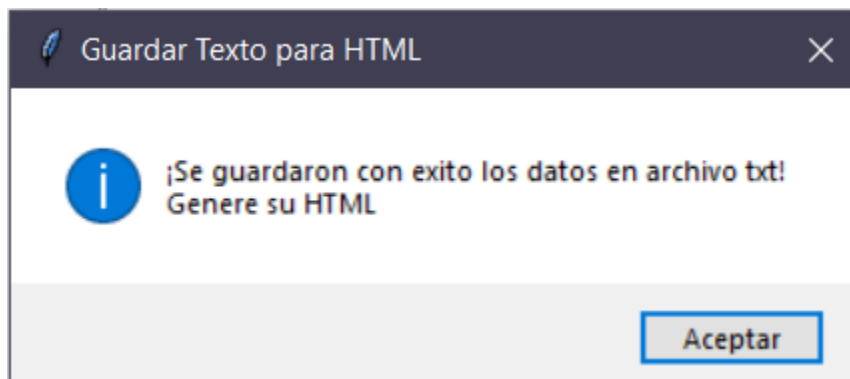 Guardar Texto para HTML
¡Se guardaron con exito los datos en archivo txt!
Genere su HTML
Aceptar